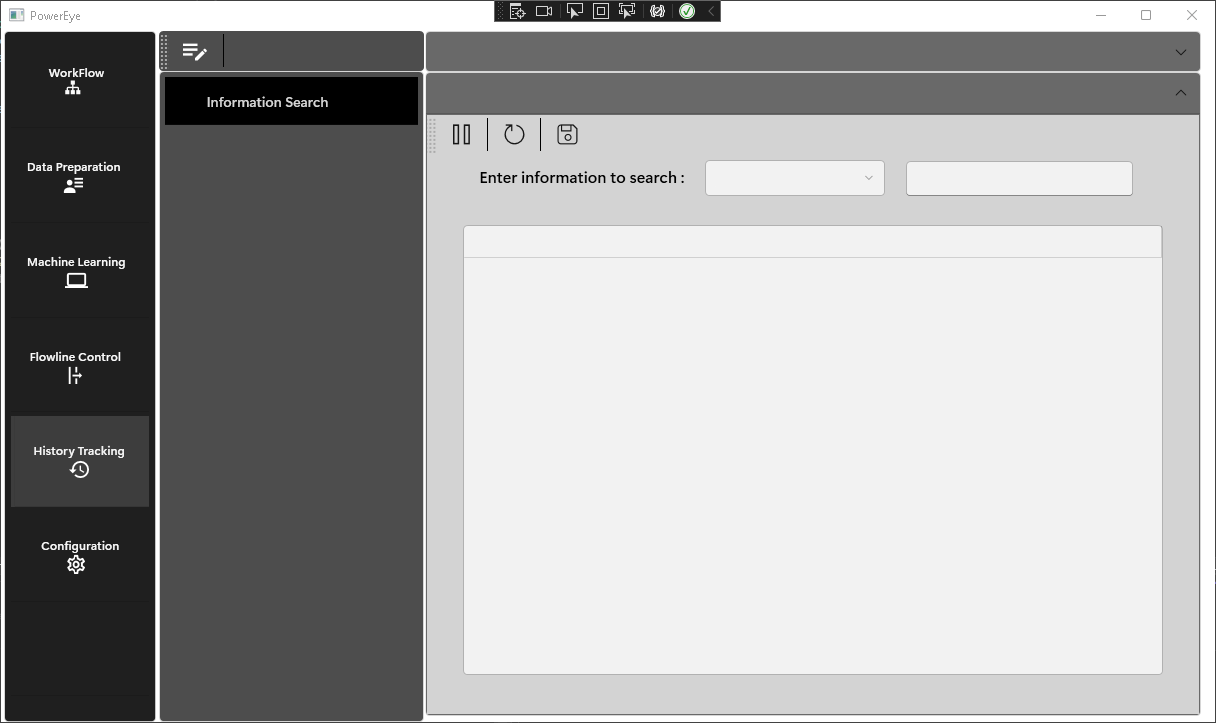 PowerEye
WorkFlow
Data Preparation
Machine Learning
Flowline Control
History Tracking
Configuration
Information Search
Enter information to search :